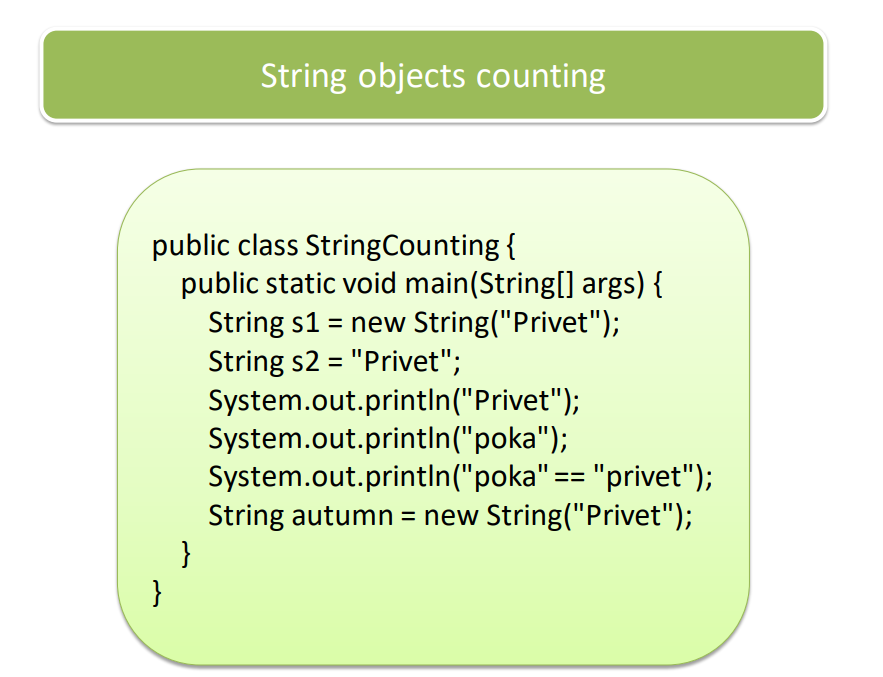 String objects counting
public class StringCounting {
public static void main(String[] args) {
String s1 = new String("Privet");
String s2 = "Privet";
System.out.println("Privet");
System.out.println("poka");
System.out.println("poka" == "privet");
String autumn = new String("Privet");
}
}